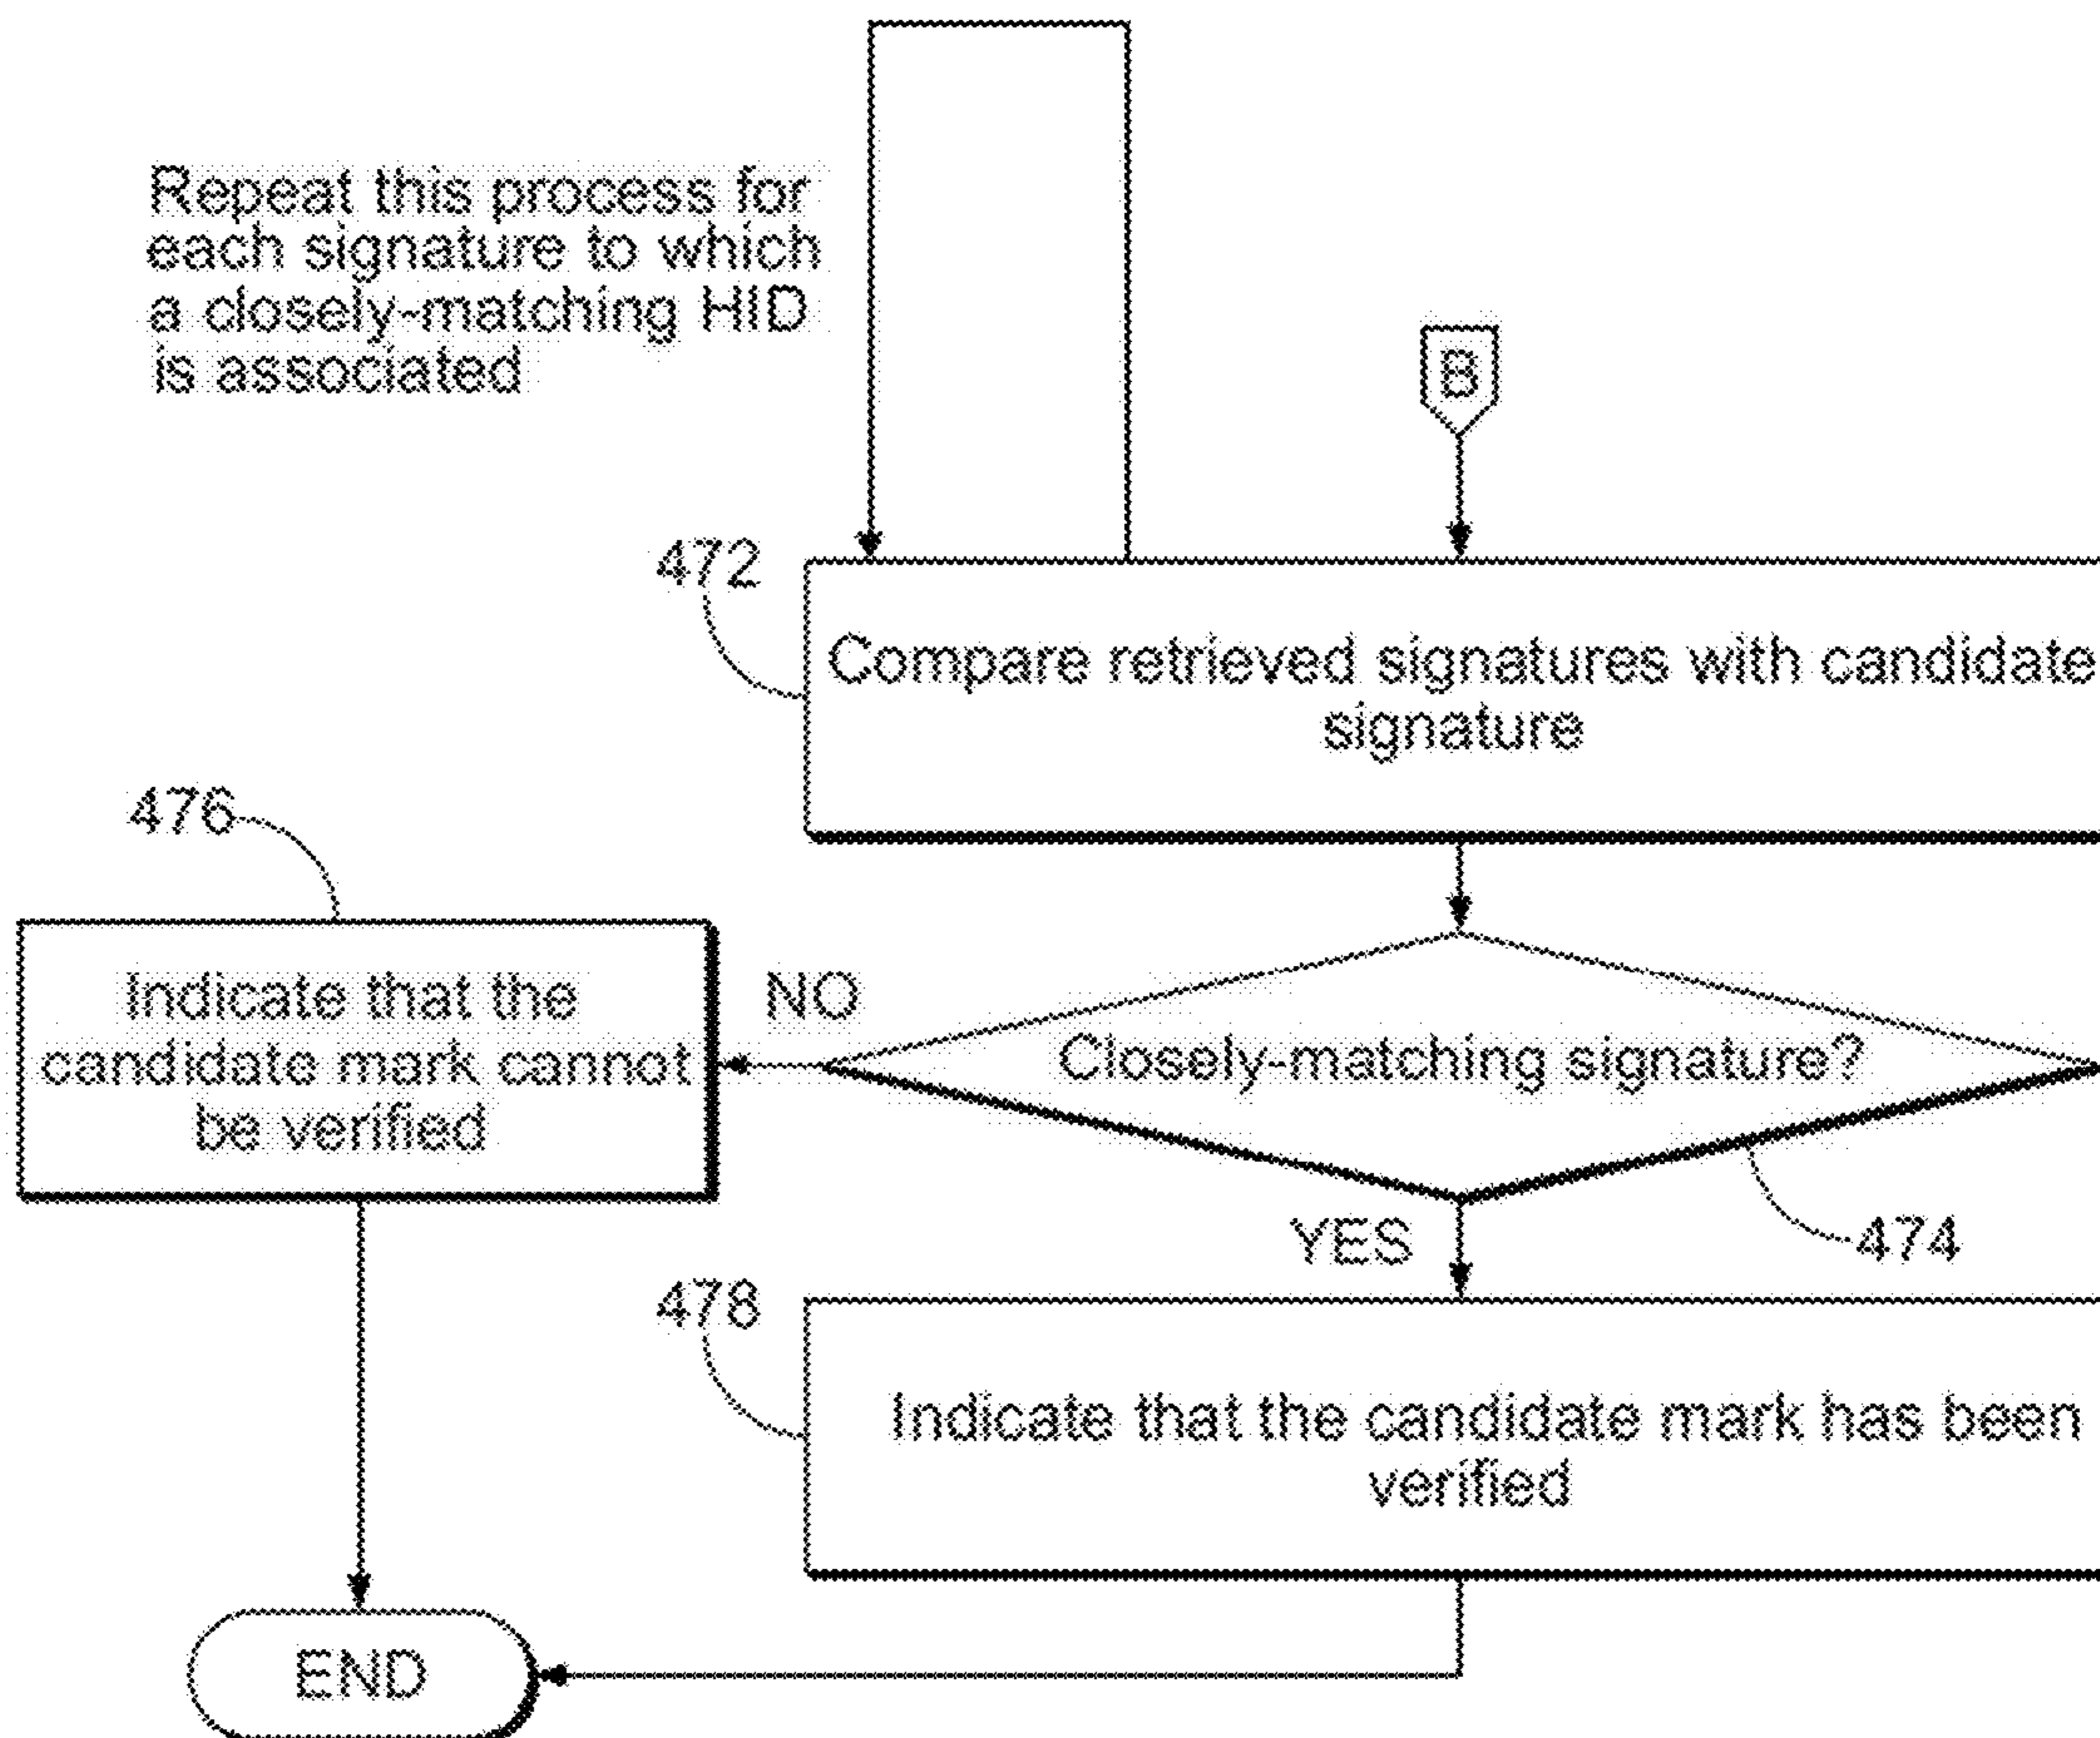 Repeat this process for
each signature to which
a closely-matching HID
is associated
B
472
Compare retrieved signatures with candidate
signature
476
Indicate that the
candidate mark cannot
be verified
NO
Closely-matching signature?
YES
474
478
Indicate that the candidate mark has been
verified
END